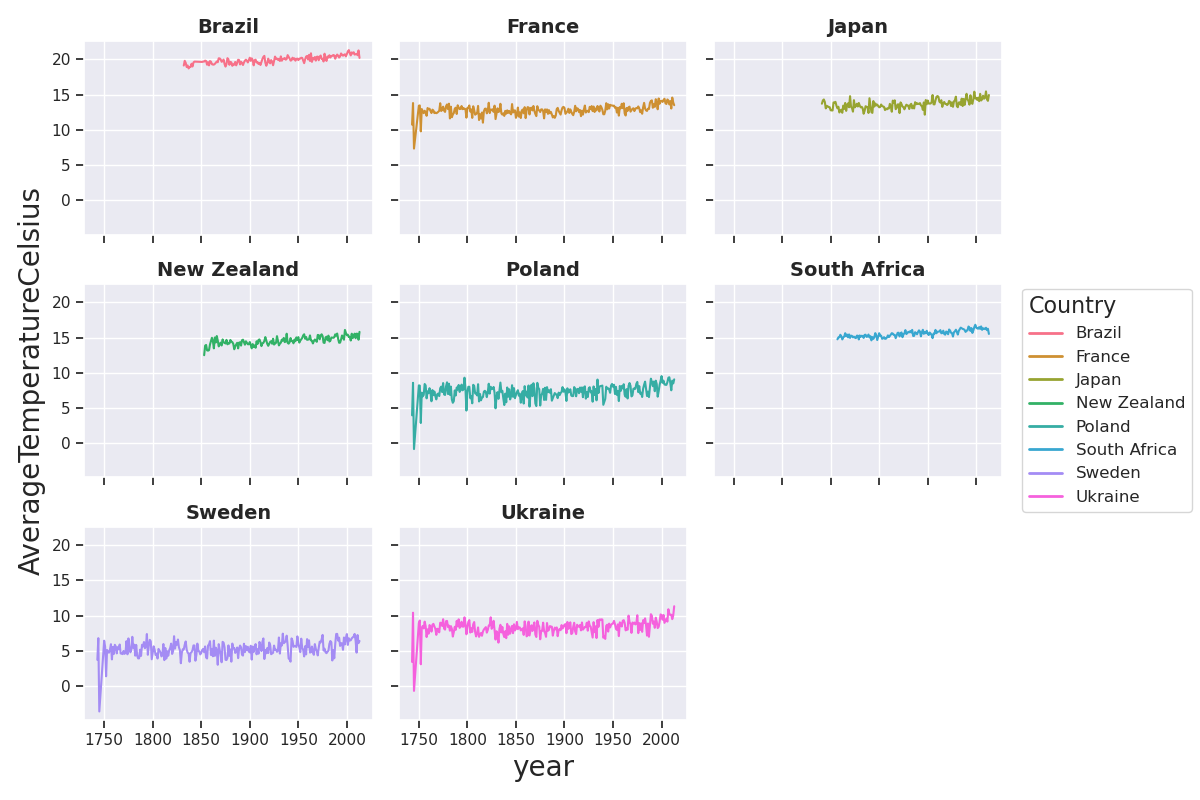 Brazil
France
Japan
20
15
10
5
0
New Zealand
Poland
South Africa
20
15
10
5
0
Sweden
Ukraine
20
15
10
5
0
1750 1800 1850 1900 1950 2000
1750 1800 1850 1900 1950 2000
year
AverageTemperatureCelsius
Country
Brazil
France
Japan
New Zealand
Poland
South Africa
Sweden
Ukraine